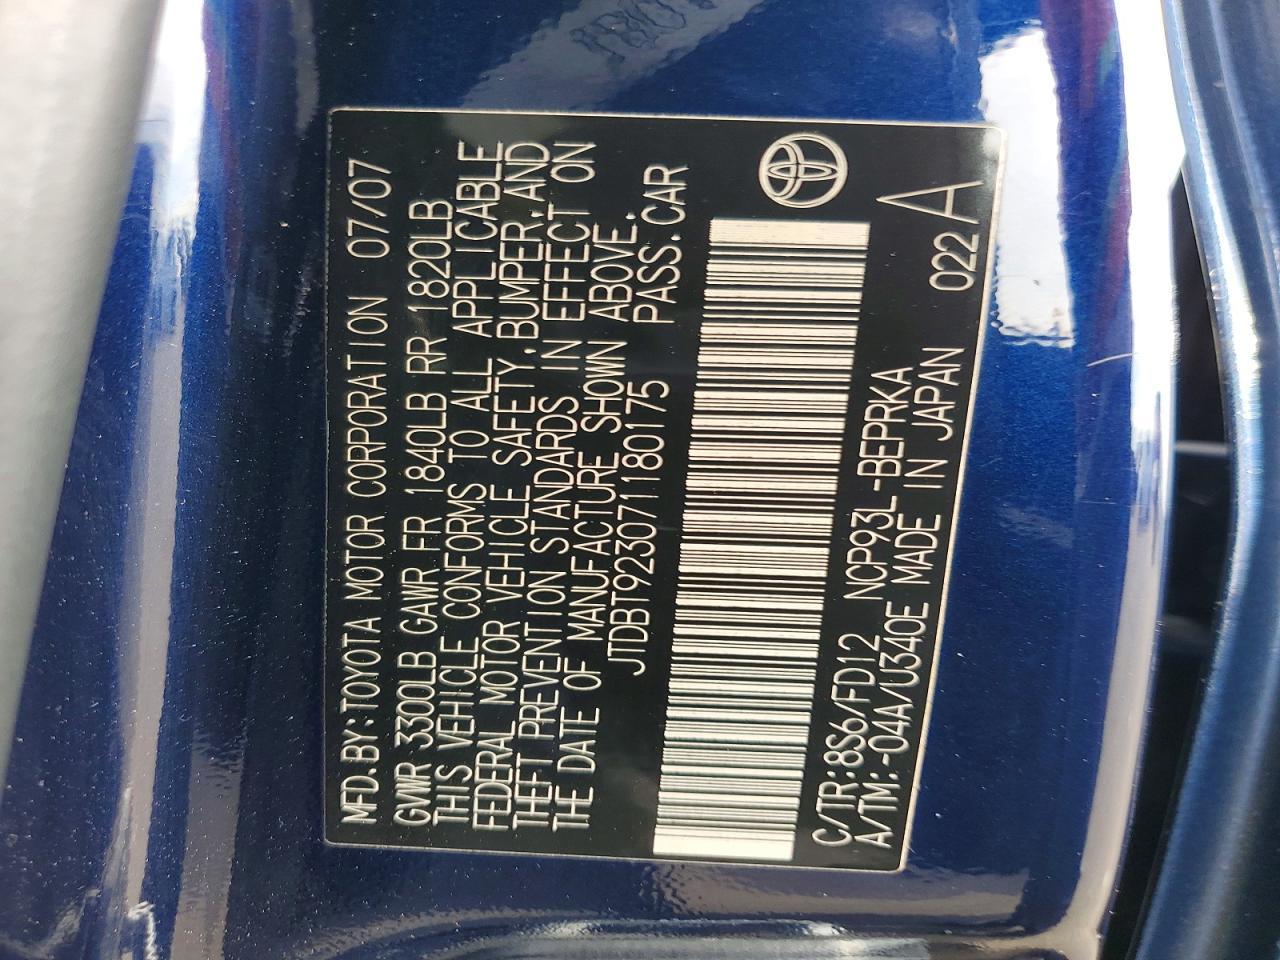 MFD.BY:TOYOTA MOTOR CORPORATION 07/07
GVWR 3300LB GAWR FR 1840LB RR 1820LB
THIS VEHICLE CONFORMS TO ALL APPLICABLE
FEDERAL MOTOR VEHICLE SAFETY,BUMPER,AND
THEFT PREVENTION STANDARDS IN EFFECT ON
THE DATE OF MANUFACTURE SHOWN ABOVE.
JTDBT923071180175 PASS.CAR
C/TR:8S6/FD12 NCP93L-BEPRKA
A/TM:-04A/U340E MADE IN JAPAN 022 A